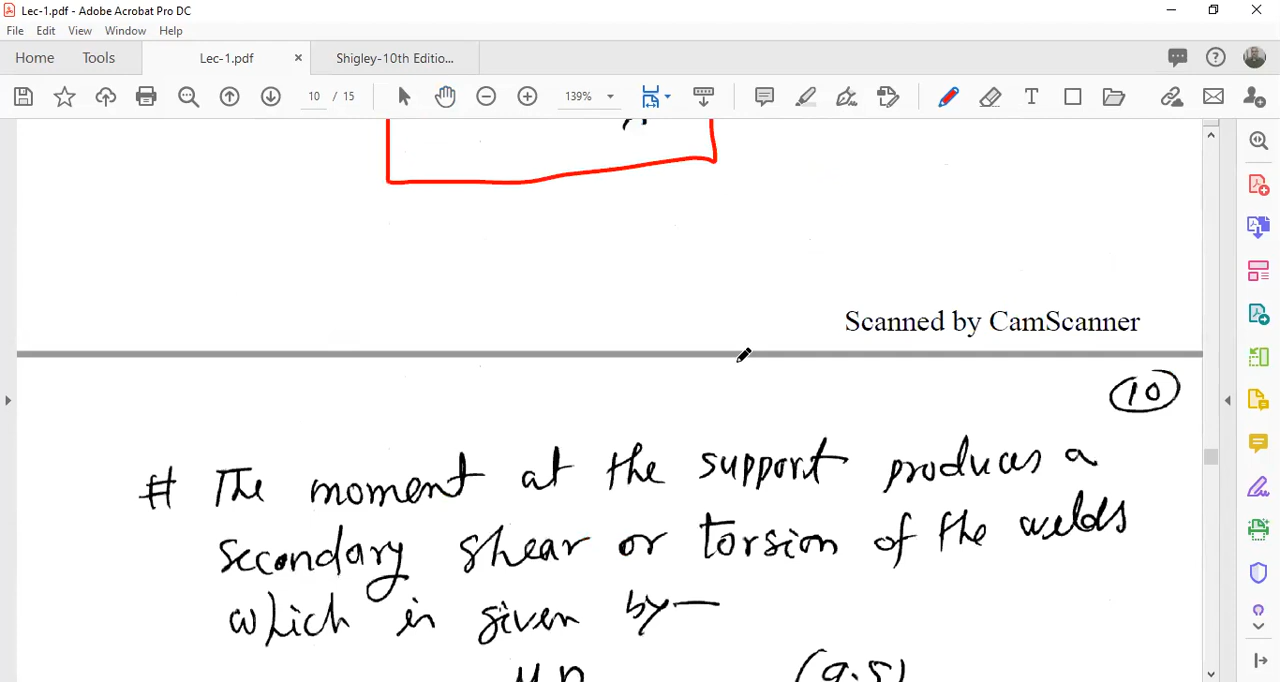 Lec-1.pdf - Adobe Acrobat Pro DC
File Edit View Window Help
Home Tools Lec-1.pdf × Shigley-10th Editio...
10 / 15 139%
Scanned by CamScanner
10
# The moment at the support produces a
secondary shear or torsion of the welds
which is given by—
(9.5)